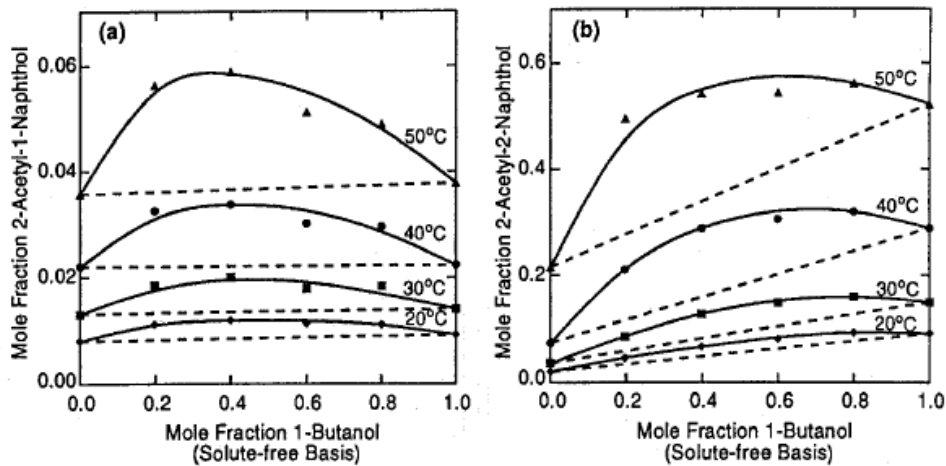 (a)
Mole Fraction 2-Acetyl-1-Naphthol
0.06
0.04
0.02
0.00
50°C
40°C
30°C
20°C
0.0 0.2 0.4 0.6 0.8 1.0
Mole Fraction 1-Butanol
(Solute-free Basis)
(b)
Mole Fraction 2-Acetyl-2-Naphthol
0.6
0.4
0.2
0.0
50°C
40°C
30°C
20°C
0.0 0.2 0.4 0.6 0.8 1.0
Mole Fraction 1-Butanol
(Solute-free Basis)